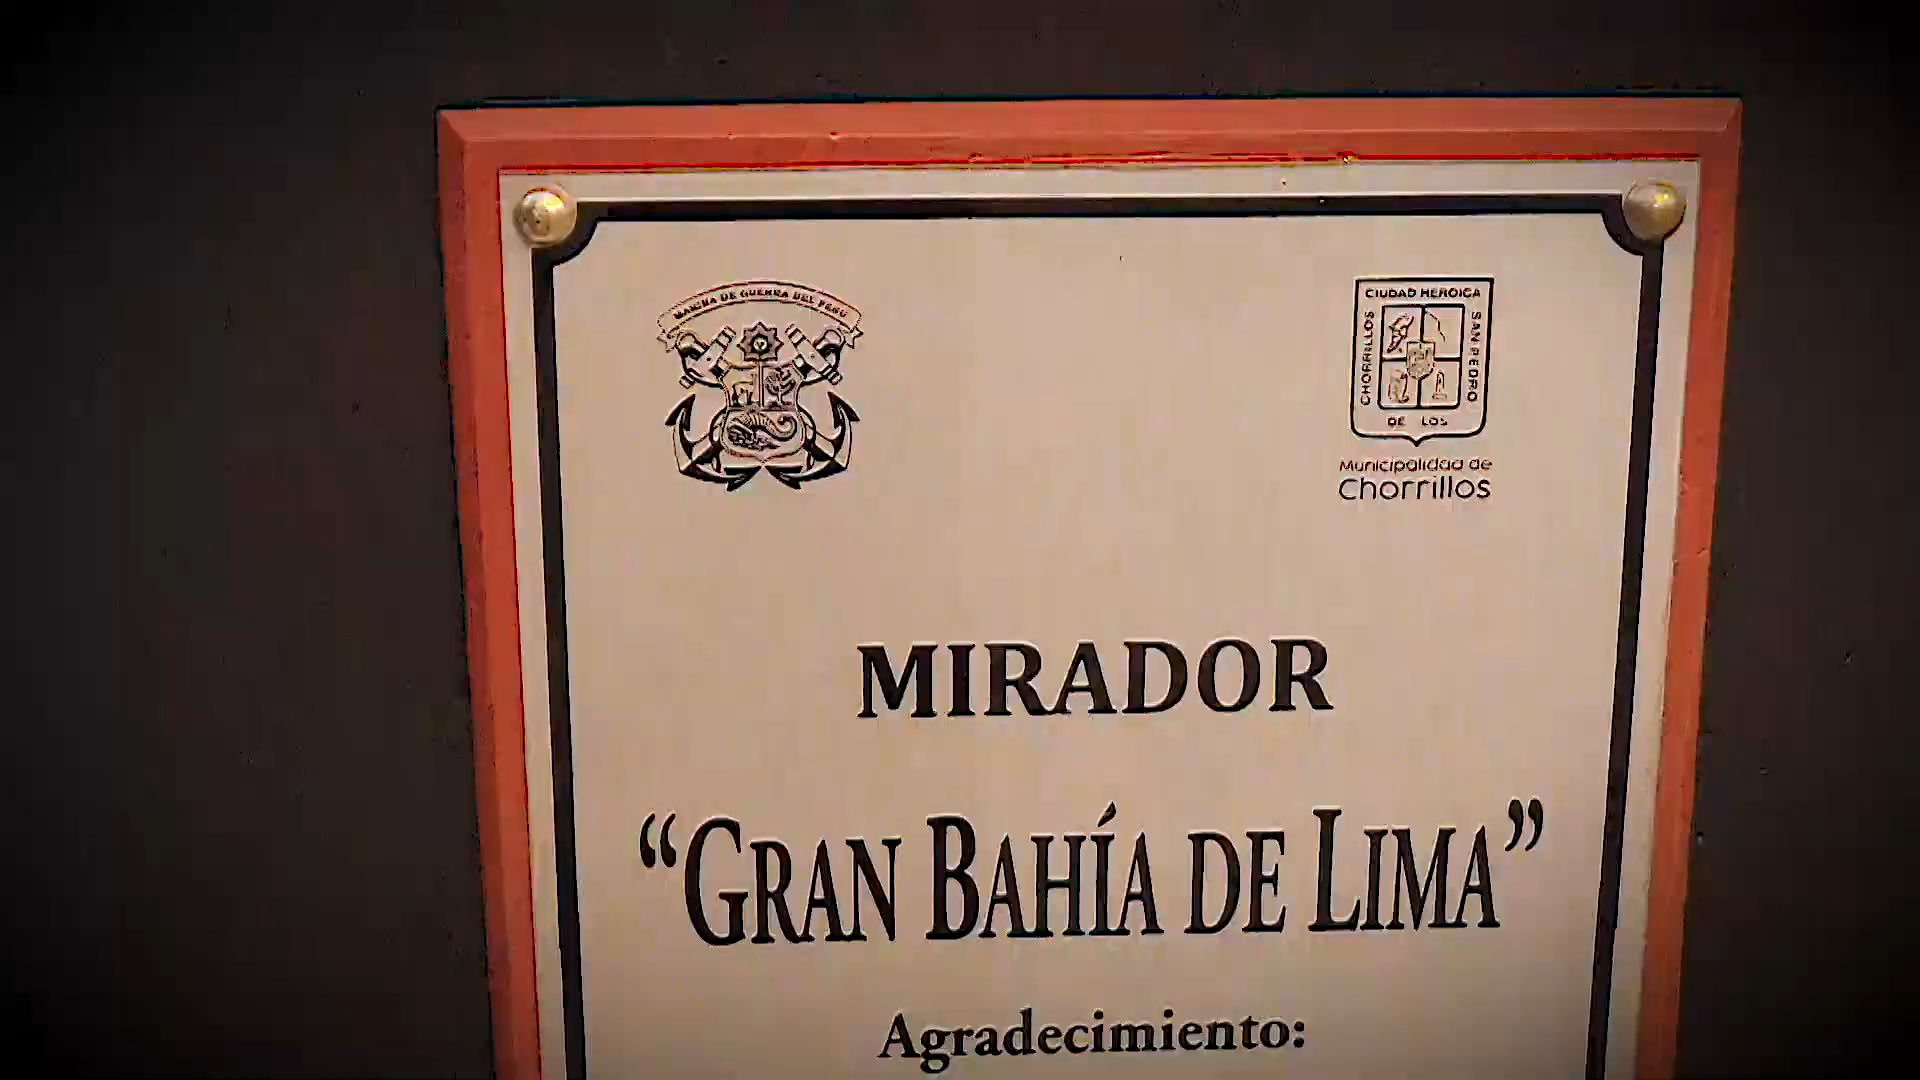 MARINA DE GUERRA DEL PERÚ
CIUDAD HEROICA
CHORRILLOS
SAN PEDRO
DE LOS
Municipalidad de
Chorrillos
MIRADOR
“GRAN BAHÍA DE LIMA”
Agradecimiento: